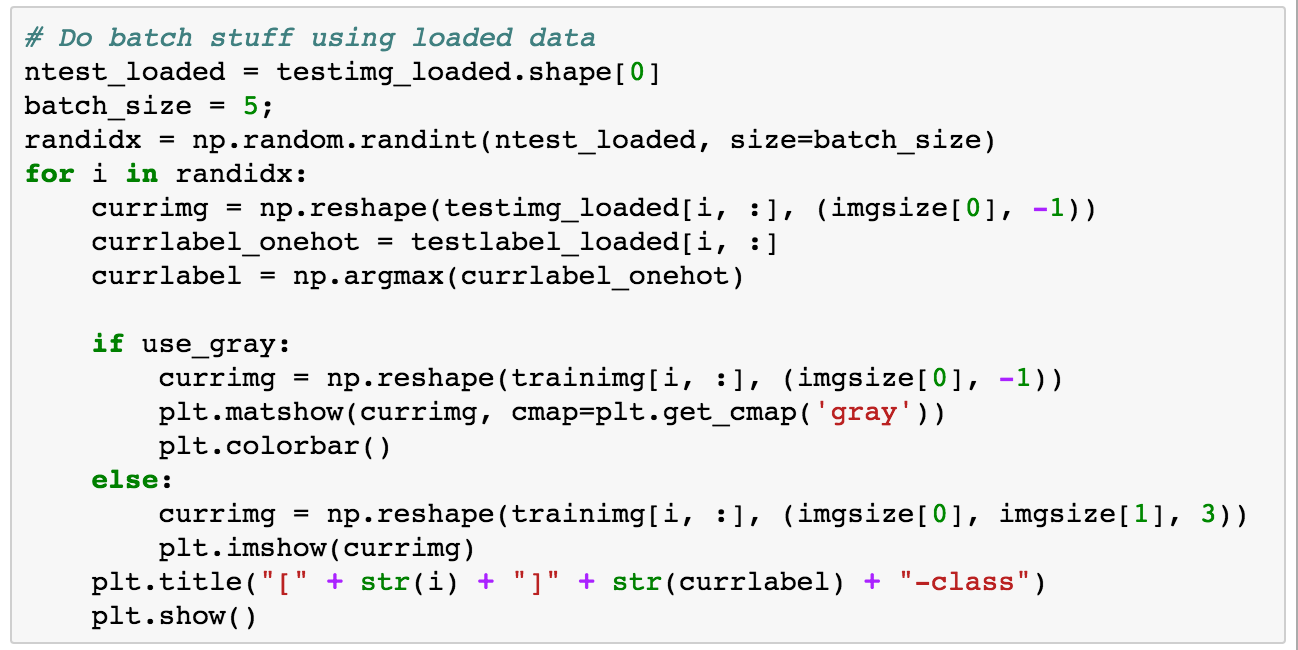 # Do batch stuff using loaded data
ntest_loaded = testimg_loaded.shape[0]
batch_size = 5;
randidx = np.random.randint(ntest_loaded, size=batch_size)
for i in randidx:
    currimg = np.reshape(testimg_loaded[i, :], (imgsize[0], -1))
    currlabel_onehot = testlabel_loaded[i, :]
    currlabel = np.argmax(currlabel_onehot)

    if use_gray:
        currimg = np.reshape(trainimg[i, :], (imgsize[0], -1))
        plt.matshow(currimg, cmap=plt.get_cmap('gray'))
        plt.colorbar()
    else:
        currimg = np.reshape(trainimg[i, :], (imgsize[0], imgsize[1], 3))
        plt.imshow(currimg)
    plt.title("[" + str(i) + "]" + str(currlabel) + "-class")
    plt.show()